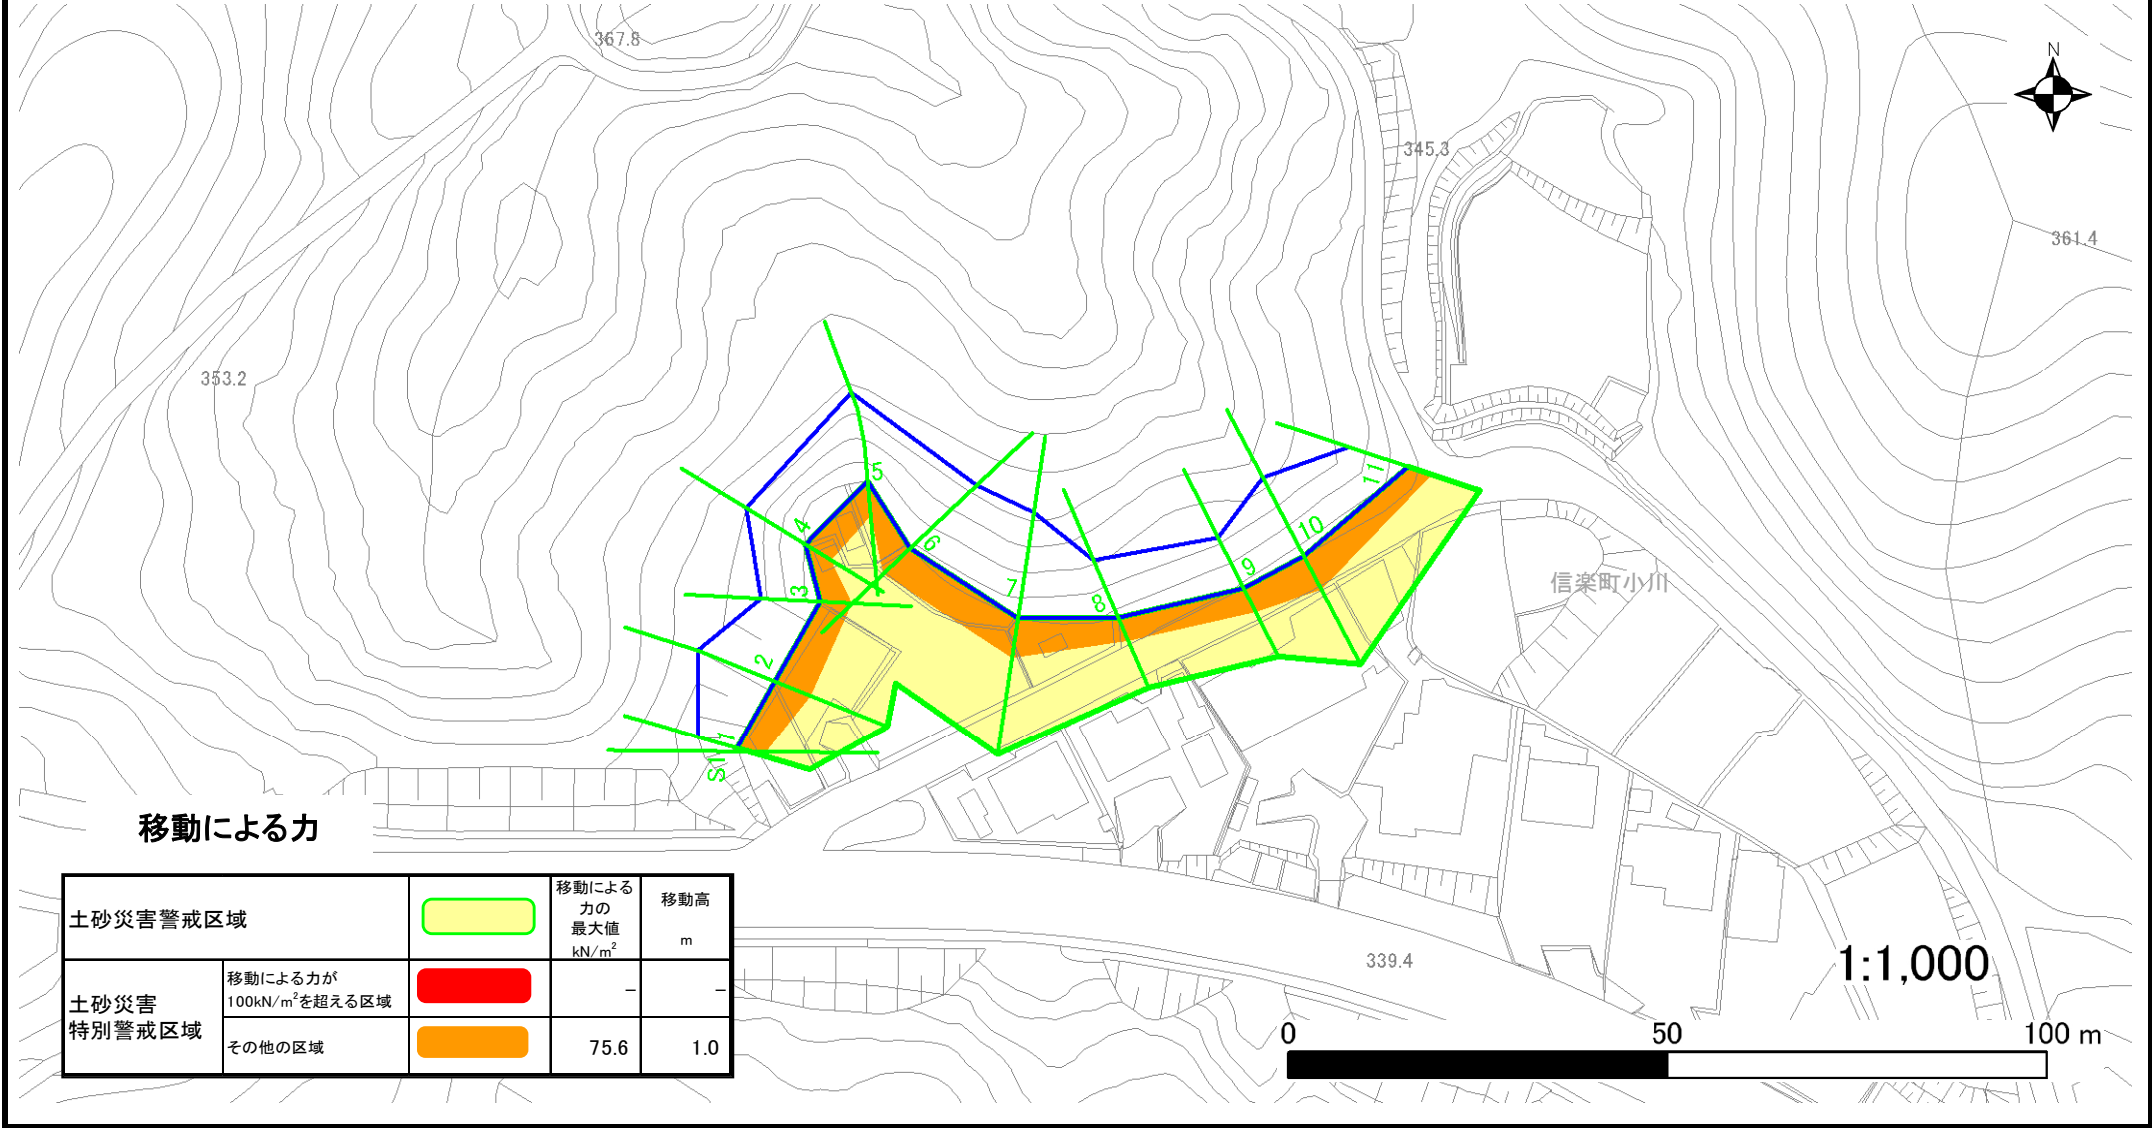 367.8
N
345.3
361.4
353.2
5
11
4
6
10
9
3
7
8
信楽町小川
2
1
移動による力
土砂災害警戒区域
移動による力の最大値 kN/m²
移動高 m
土砂災害特別警戒区域
移動による力が100kN/m²を超える区域
-
-
その他の区域
75.6
1.0
339.4
1:1,000
0
50
100 m